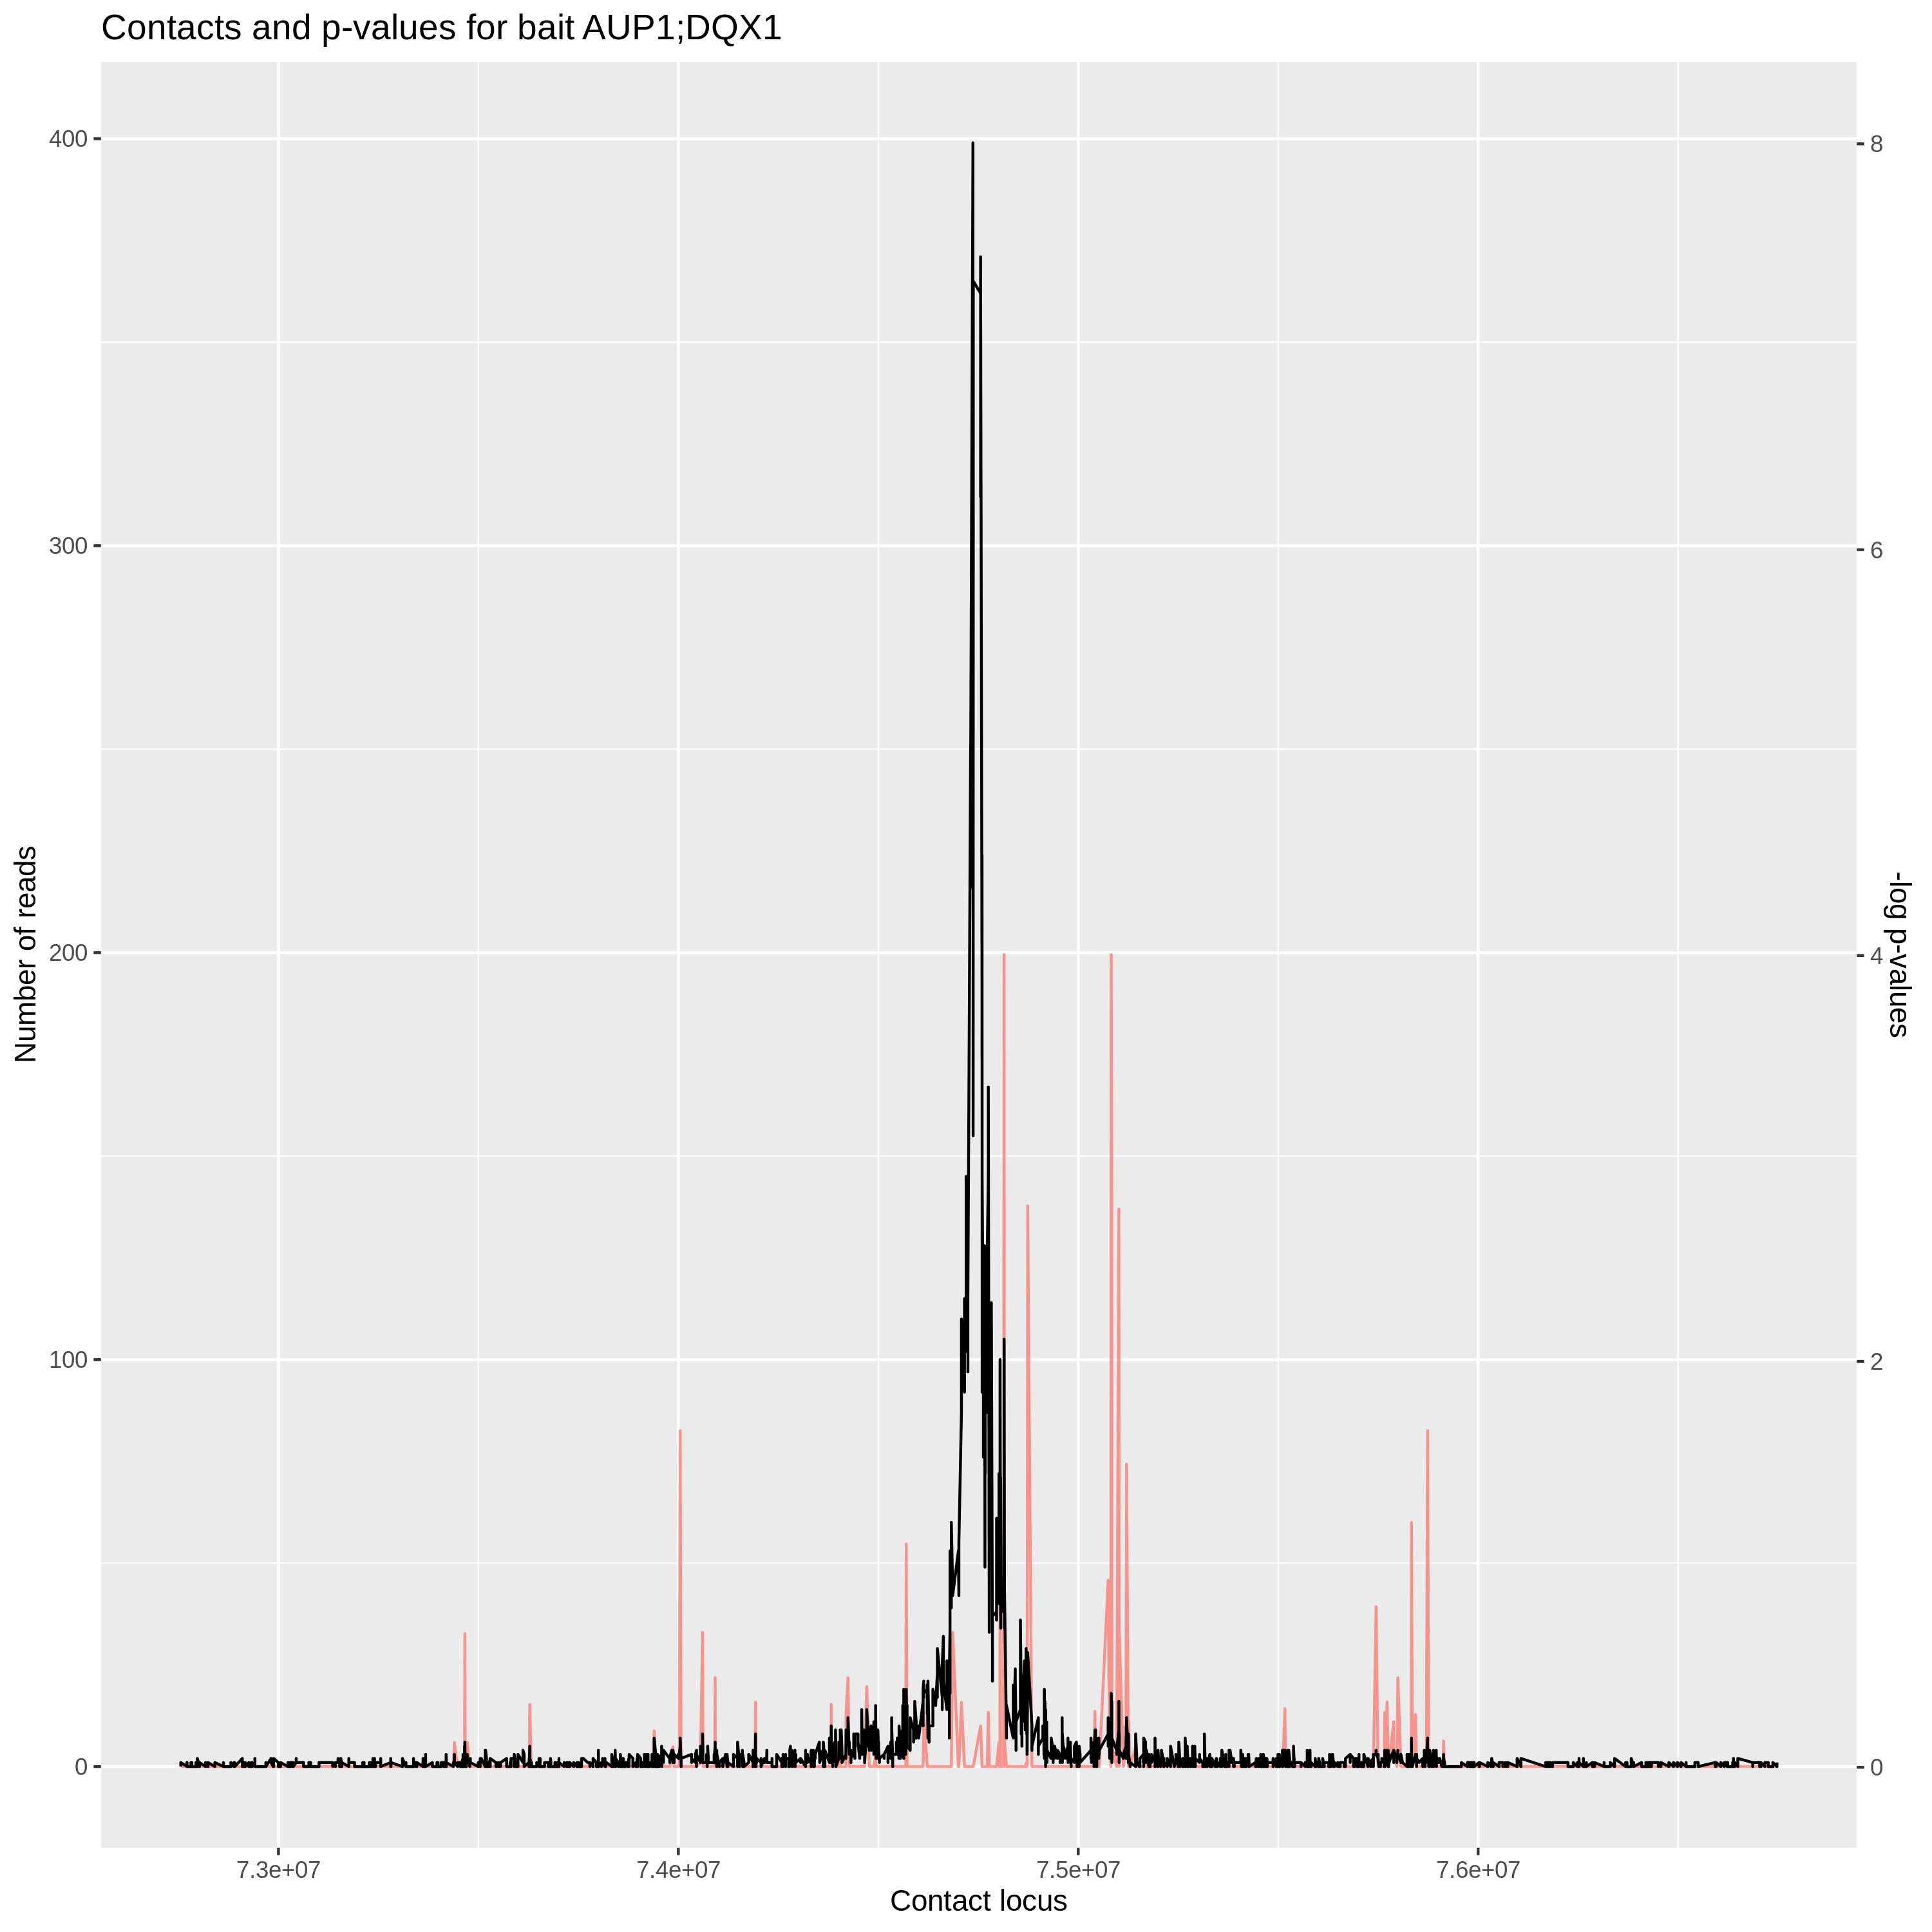 Contacts and p-values for bait AUP1;DQX1
400
300
200
100
0
Number of reads
8
6
4
2
0
-log p-values
7.3e+07
7.4e+07
7.5e+07
7.6e+07
Contact locus